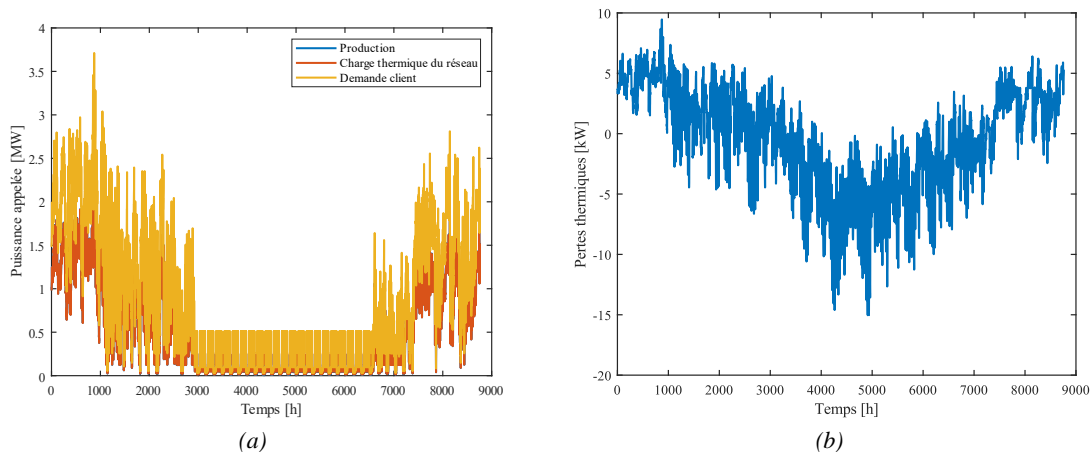 4
3.5
3
2.5
2
1.5
1
0.5
0
Puissance appelée [MW]
Production
Charge thermique du réseau
Demande client
0 1000 2000 3000 4000 5000 6000 7000 8000 9000
Temps [h]
(a)
10
5
0
-5
-10
-15
-20
Pertes thermiques [kW]
0 1000 2000 3000 4000 5000 6000 7000 8000 9000
Temps [h]
(b)